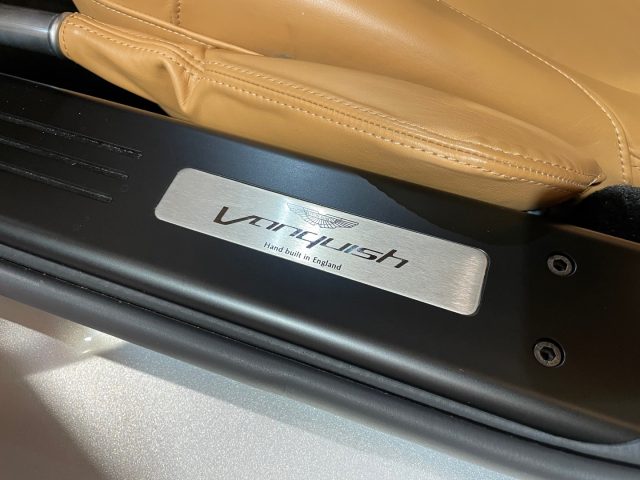 Vanquish
Hand built in England